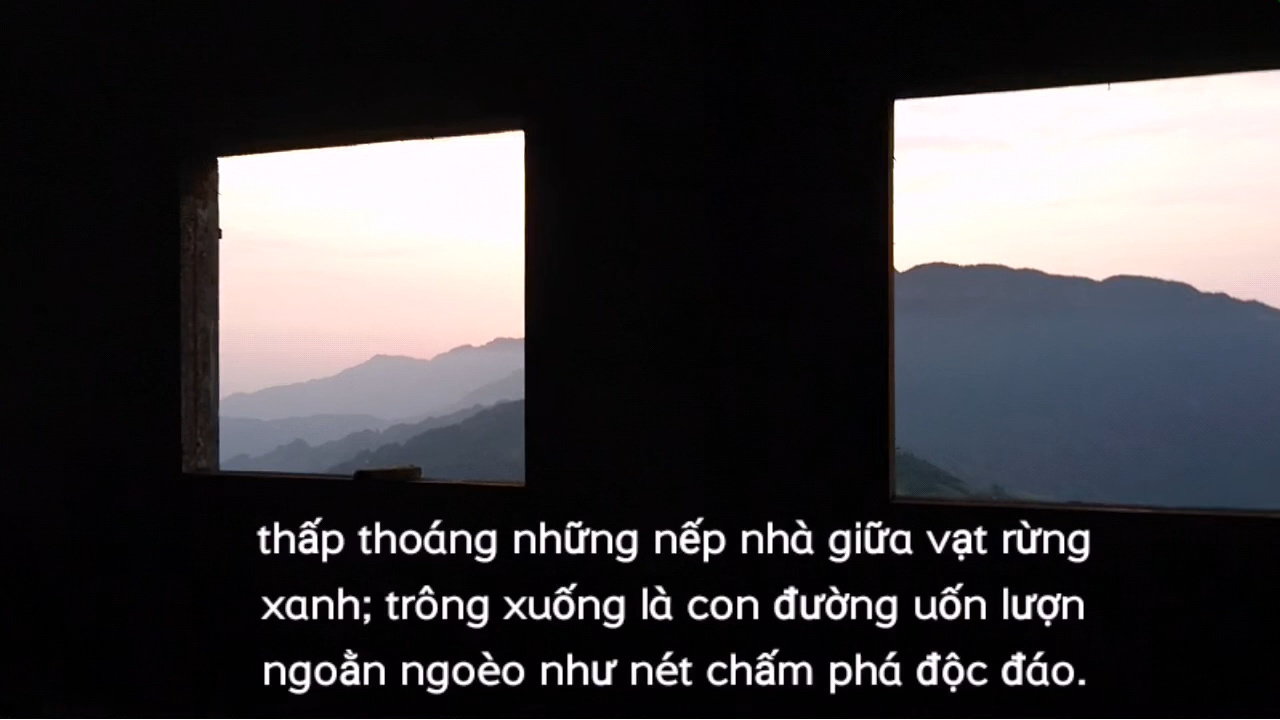 thấp thoáng những nếp nhà giữa vạt rừng
xanh; trông xuống là con đường uốn lượn
ngoằn ngoèo như nét chấm phá độc đáo.